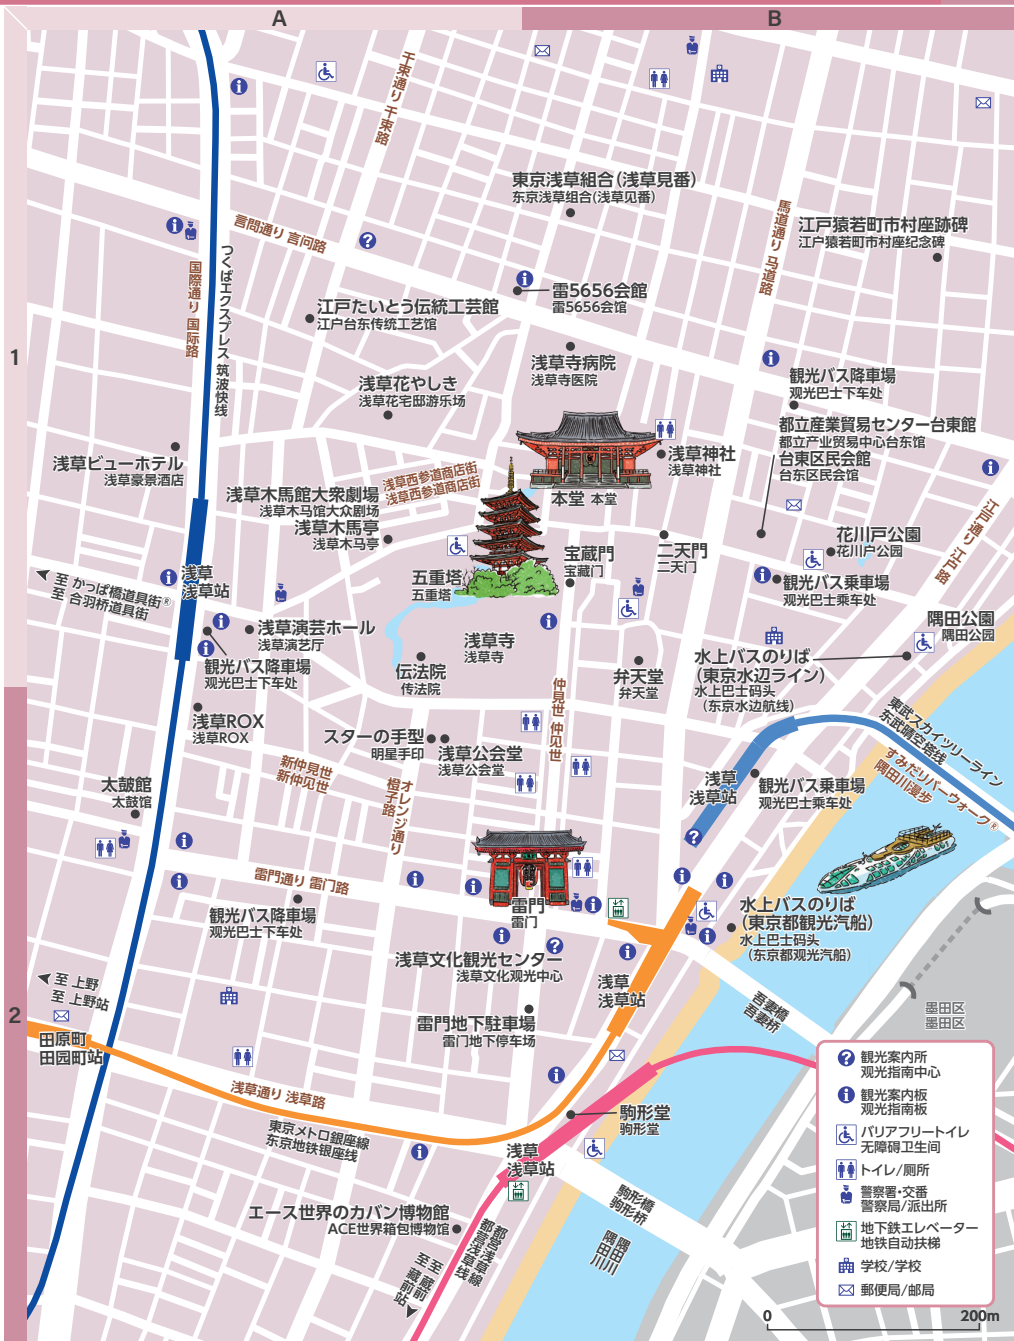 A
B
1
2
千束通り 千束路
東京浅草組合(浅草見番)
东京浅草组合(浅草见番)
馬道通り 马道路
江戸猿若町市村座跡碑
江户猿若町市村座纪念碑
言問通り 言问路
つくばエクスプレス 筑波快线
国際通り 国际路
雷5656会館
雷5656会馆
江戸たいとう伝統工芸館
江户台东传统工艺馆
浅草寺病院
浅草寺医院
浅草花やしき
浅草花宅邸游乐场
観光バス降車場
观光巴士下车处
都立産業貿易センター台東館
都立产业贸易中心台东馆
台東区民会館
台东区民会馆
浅草神社
浅草神社
浅草ビューホテル
浅草豪景酒店
浅草西参道商店街
浅草西参道商店街
本堂 本堂
浅草木馬館大衆劇場
浅草木马馆大众剧场
浅草木馬亭
浅草木马亭
江戸通り 江户路
花川戸公園
花川户公园
二天門
二天门
宝蔵門
宝藏门
五重塔
五重塔
浅草
浅草站
至 かっぱ橋道具街®
至 合羽桥道具街
観光バス乗車場
观光巴士乘车处
隅田公園
隅田公园
浅草演芸ホール
浅草演艺厅
浅草寺
浅草寺
観光バス降車場
观光巴士下车处
伝法院
传法院
弁天堂
弁天堂
水上バスのりば
(東京水辺ライン)
水上巴士码头
(东京水边航线)
仲見世 仲见世
浅草ROX
浅草ROX
スターの手型
明星手印
浅草公会堂
浅草公会堂
東武スカイツリーライン
东武晴空塔线
すみだリバーウォーク®
隅田川漫步
新仲見世
新仲见世
浅草
浅草站
観光バス乗車場
观光巴士乘车处
太鼓館
太鼓馆
オレンジ通り
橙子路
雷門通り 雷门路
観光バス降車場
观光巴士下车处
雷門
雷门
水上バスのりば
(東京都観光汽船)
水上巴士码头
(东京都观光汽船)
浅草文化観光センター
浅草文化观光中心
浅草
浅草站
至 上野
至 上野站
吾妻橋
吾妻桥
雷門地下駐車場
雷门地下停车场
墨田区
墨田区
田原町
田园町站
浅草通り 浅草路
東京メトロ銀座線
东京地铁银座线
駒形堂
驹形堂
浅草
浅草站
駒形橋
驹形桥
エース世界のカバン博物館
ACE世界箱包博物馆
都営浅草線
都营浅草线
至 蔵前
至 藏前站
隅田川
隅田川
観光案内所
观光指南中心
観光案内板
观光指南板
バリアフリートイレ
无障碍卫生间
トイレ/厕所
警察署・交番
警察局/派出所
地下鉄エレベーター
地铁自动扶梯
学校/学校
郵便局/邮局
0
200m